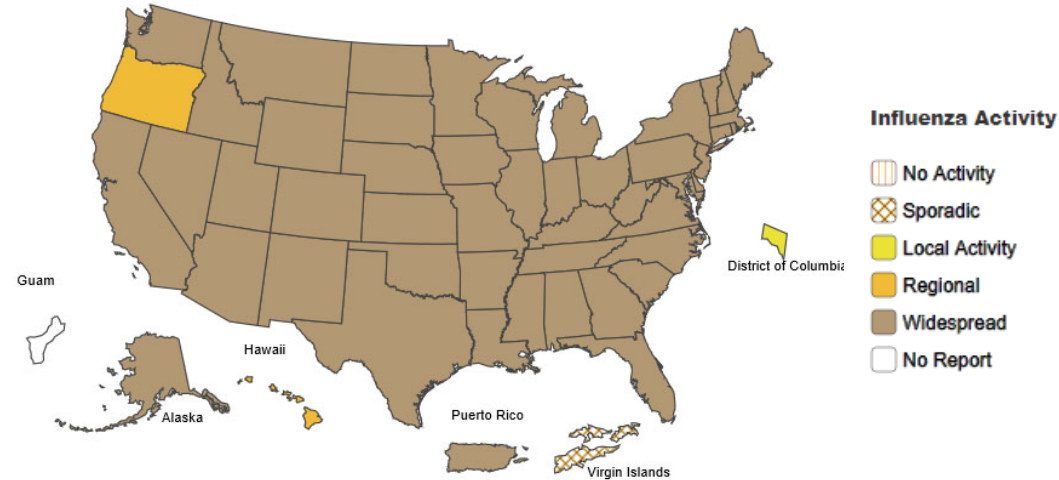 Influenza Activity
No Activity
Sporadic
Local Activity
District of Columbia
Guam
Regional
Widespread
Hawaii
No Report
Alaska
Puerto Rico
Virgin Islands